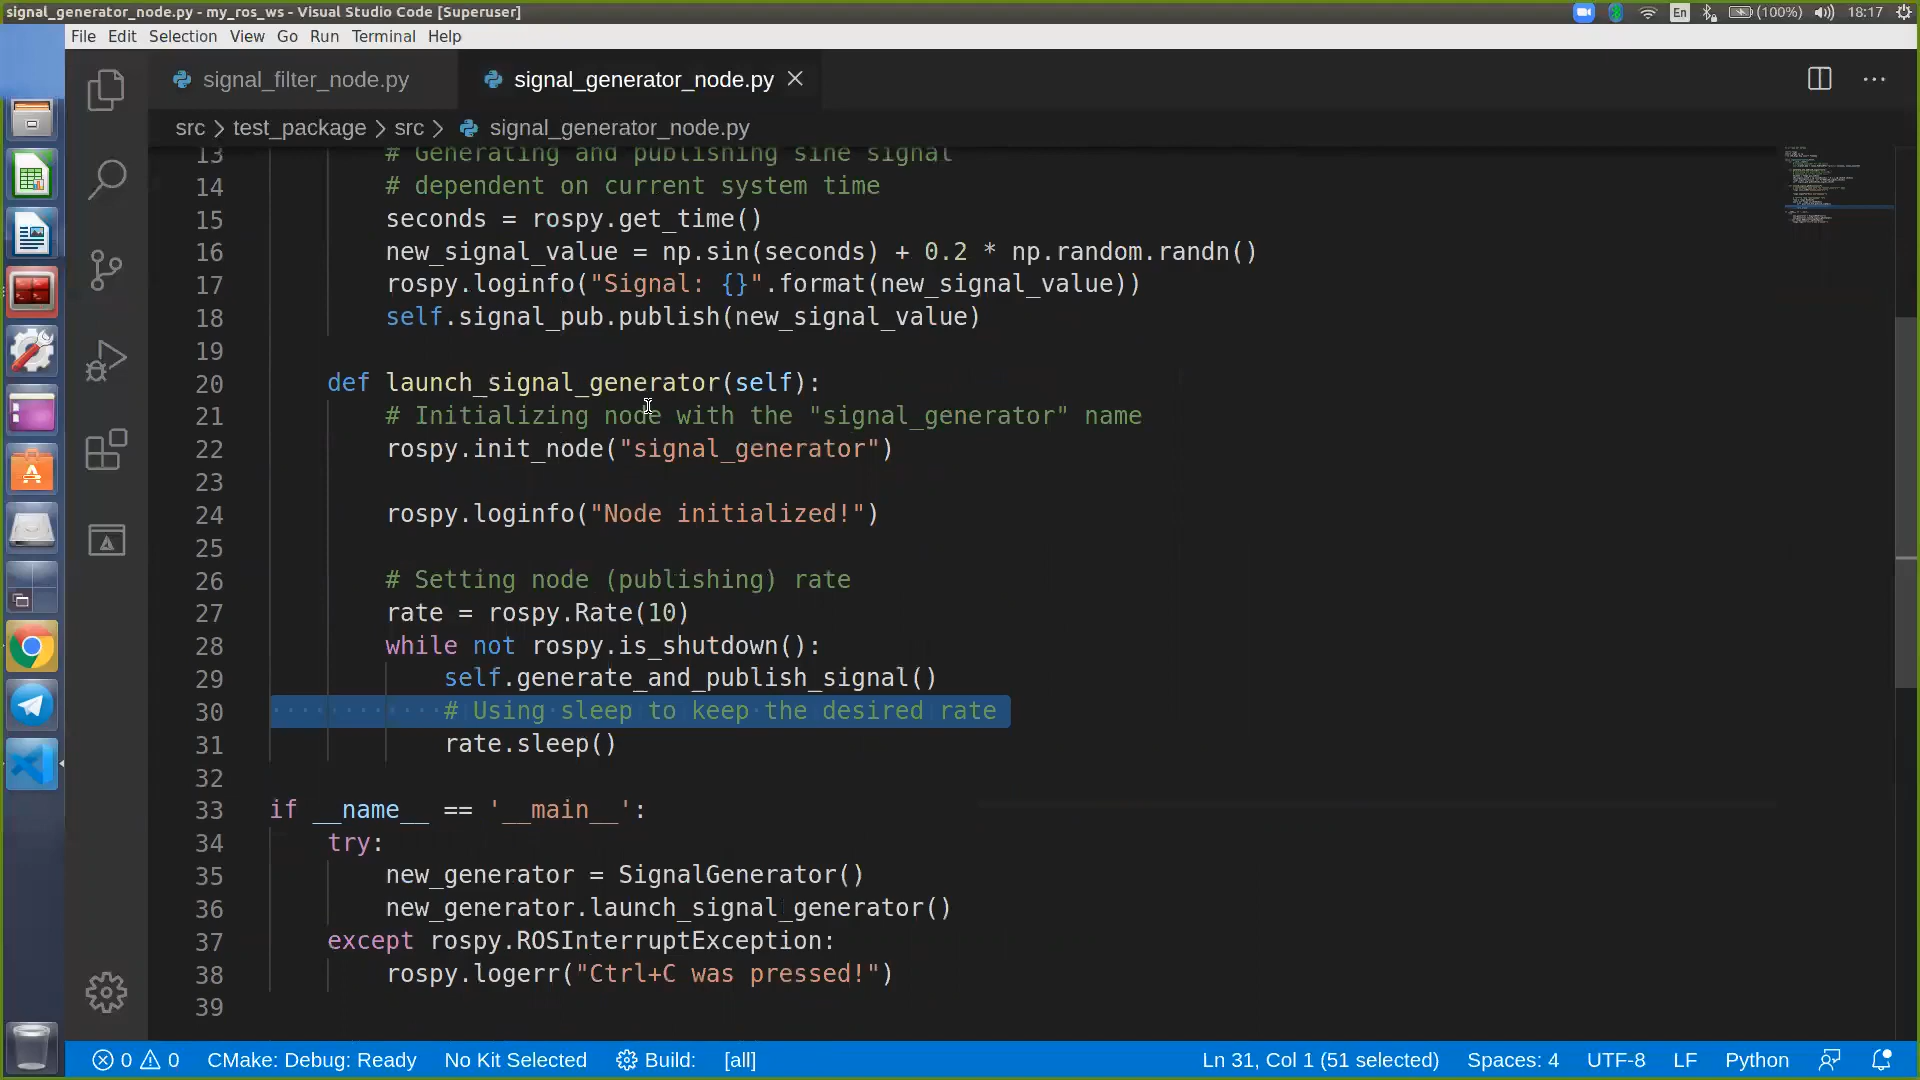 signal_generator_node.py - my_ros_ws - Visual Studio Code [Superuser]
En (100%) 18:17
File Edit Selection View Go Run Terminal Help
signal_filter_node.py signal_generator_node.py
src > test_package > src > signal_generator_node.py
13 # Generating and publishing sine signal
14 # dependent on current system time
15 seconds = rospy.get_time()
16 new_signal_value = np.sin(seconds) + 0.2 * np.random.randn()
17 rospy.loginfo("Signal: {}".format(new_signal_value))
18 self.signal_pub.publish(new_signal_value)
19
20 def launch_signal_generator(self):
21 # Initializing node with the "signal_generator" name
22 rospy.init_node("signal_generator")
23
24 rospy.loginfo("Node initialized!")
25
26 # Setting node (publishing) rate
27 rate = rospy.Rate(10)
28 while not rospy.is_shutdown():
29 self.generate_and_publish_signal()
30 # Using sleep to keep the desired rate
31 rate.sleep()
32
33 if __name__ == '__main__':
34 try:
35 new_generator = SignalGenerator()
36 new_generator.launch_signal_generator()
37 except rospy.ROSInterruptException:
38 rospy.logerr("Ctrl+C was pressed!")
39
0 0 CMake: Debug: Ready No Kit Selected Build: [all] Ln 31, Col 1 (51 selected) Spaces: 4 UTF-8 LF Python